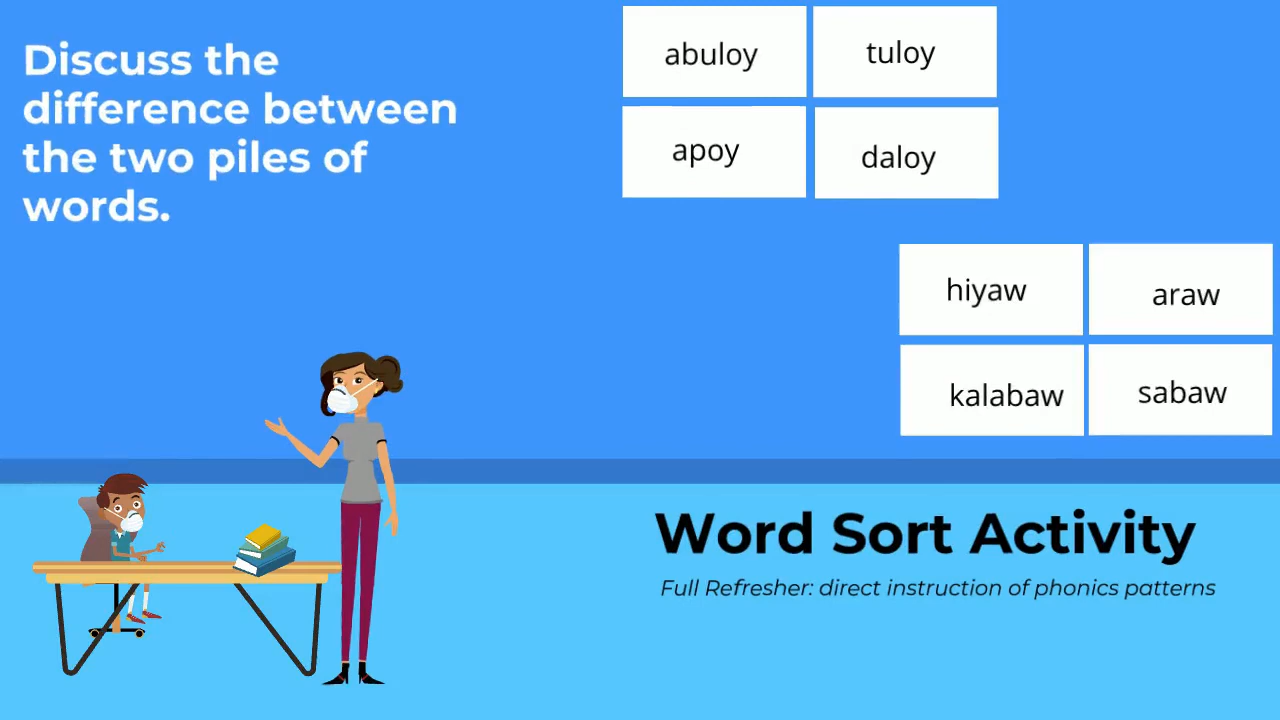 Discuss the
difference between
the two piles of
words.
abuloy
tuloy
apoy
daloy
hiyaw
araw
kalabaw
sabaw
Word Sort Activity
Full Refresher: direct instruction of phonics patterns